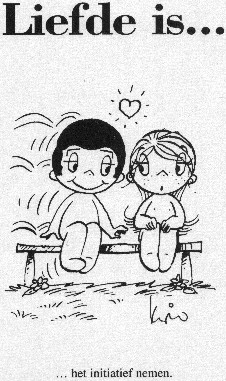 Liefde is...
... het initiatief nemen.